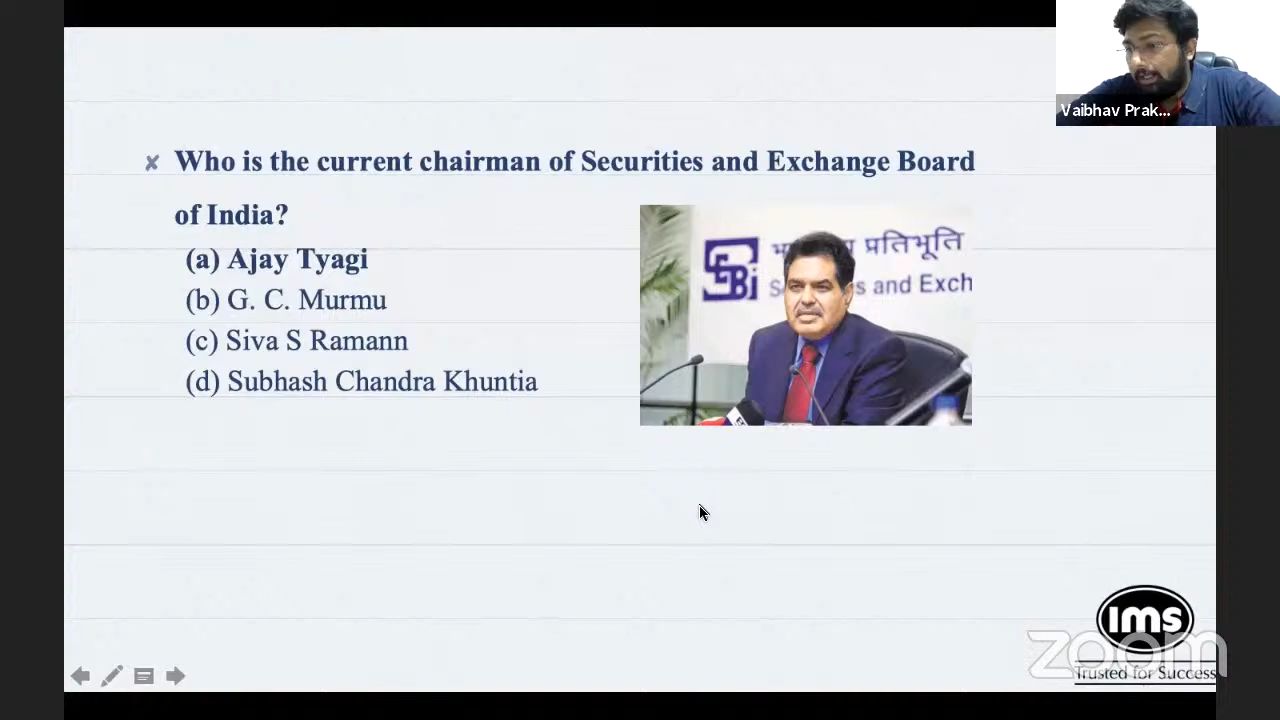 Vaibhav Prak...
✘ Who is the current chairman of Securities and Exchange Board
of India?
(a) Ajay Tyagi
(b) G. C. Murmu
(c) Siva S Ramann
(d) Subhash Chandra Khuntia
प्रतिभूति
SEBI
s and Exch
ims
zoom
Trusted for Success